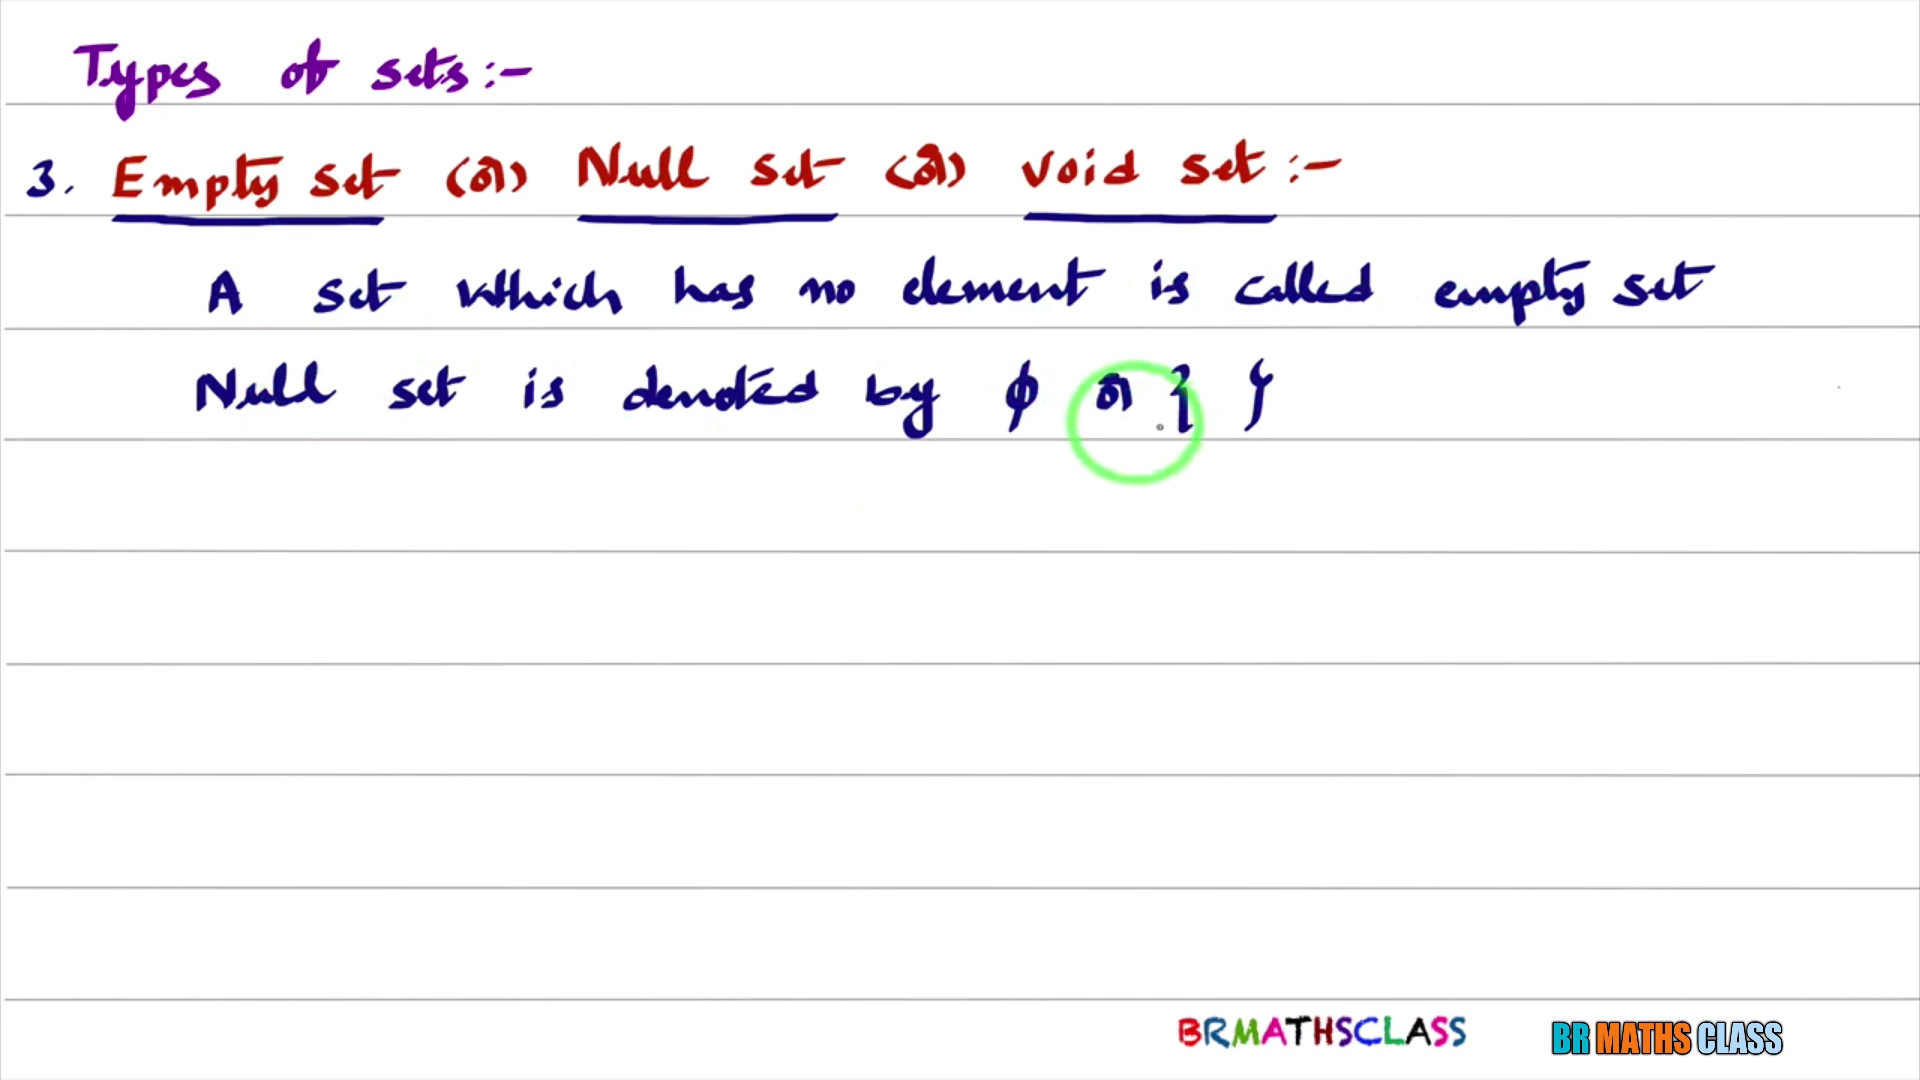 Types of sets:-
3. Empty set (or) Null set (or) void set:-
A set which has no element is called empty set
Null set is denoted by ϕ or { }
BRMATHSCLASS
BR MATHS CLASS